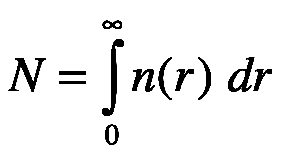 N = ∫₀^∞ n(r) dr